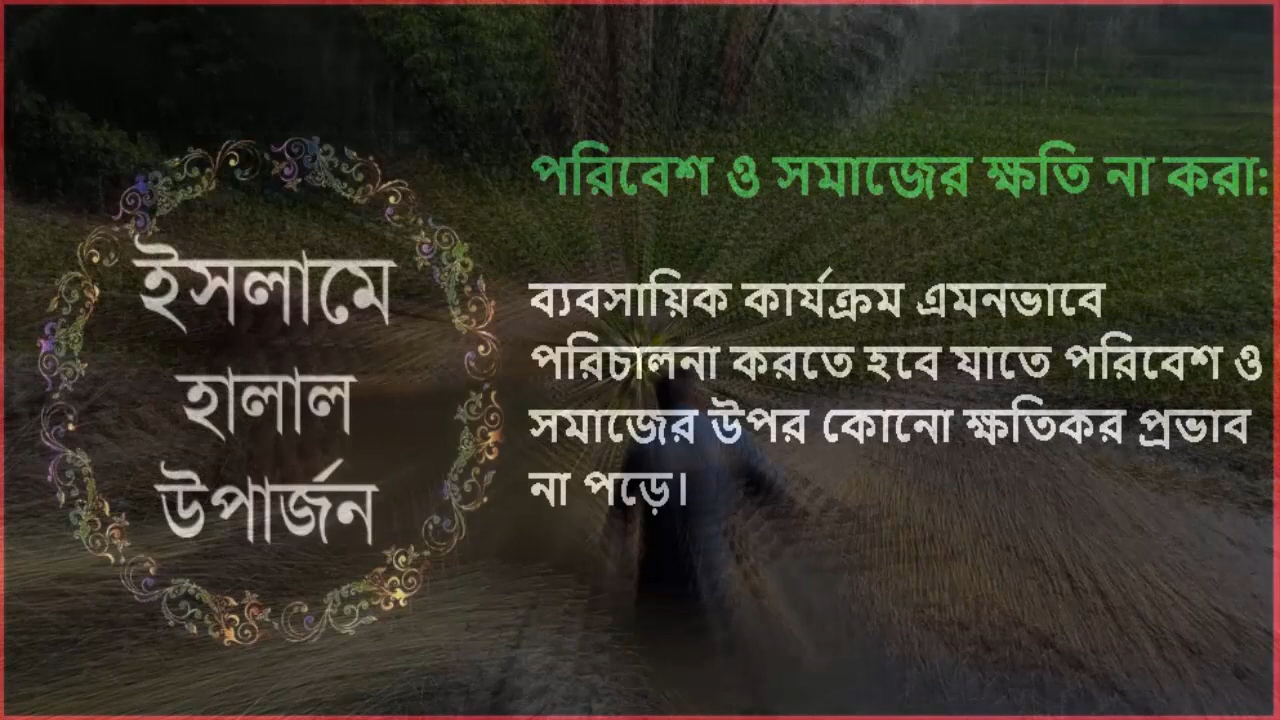 ইসলামে
হালাল
উপার্জন
পরিবেশ ও সমাজের ক্ষতি না করা:
ব্যবসায়িক কার্যক্রম এমনভাবে
পরিচালনা করতে হবে যাতে পরিবেশ ও
সমাজের উপর কোনো ক্ষতিকর প্রভাব
না পড়ে।